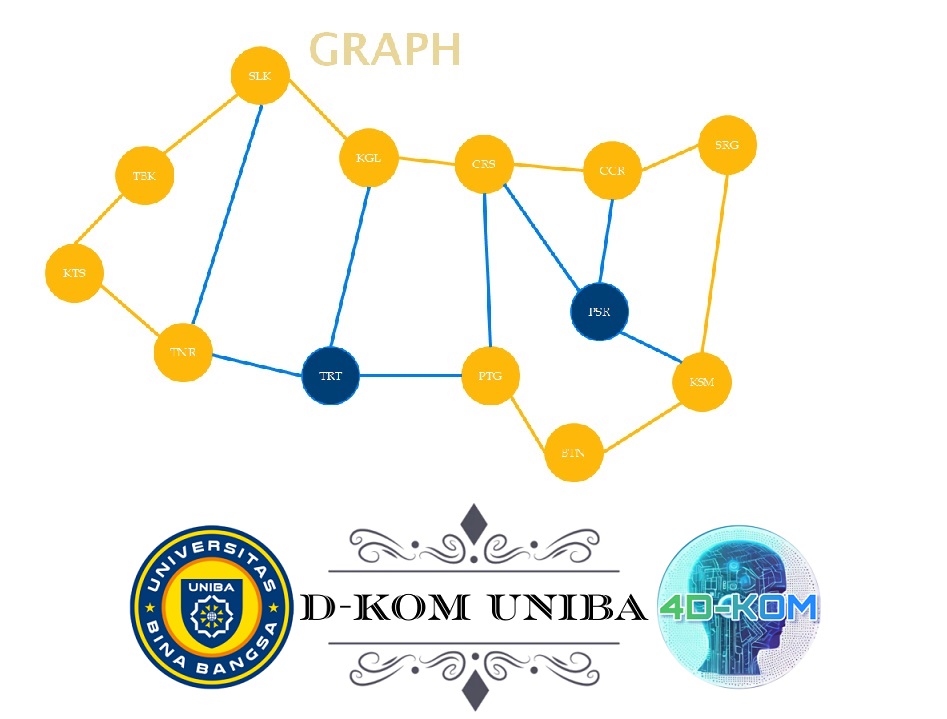 GRAPH
SLK
TBK
KGL
CRS
CCR
SRG
KTS
TNR
TRT
PTG
PSR
KSM
BTN
UNIVERSITAS
UNIBA
BINA BANGSA
D-KOM UNIBA
4D-KOM